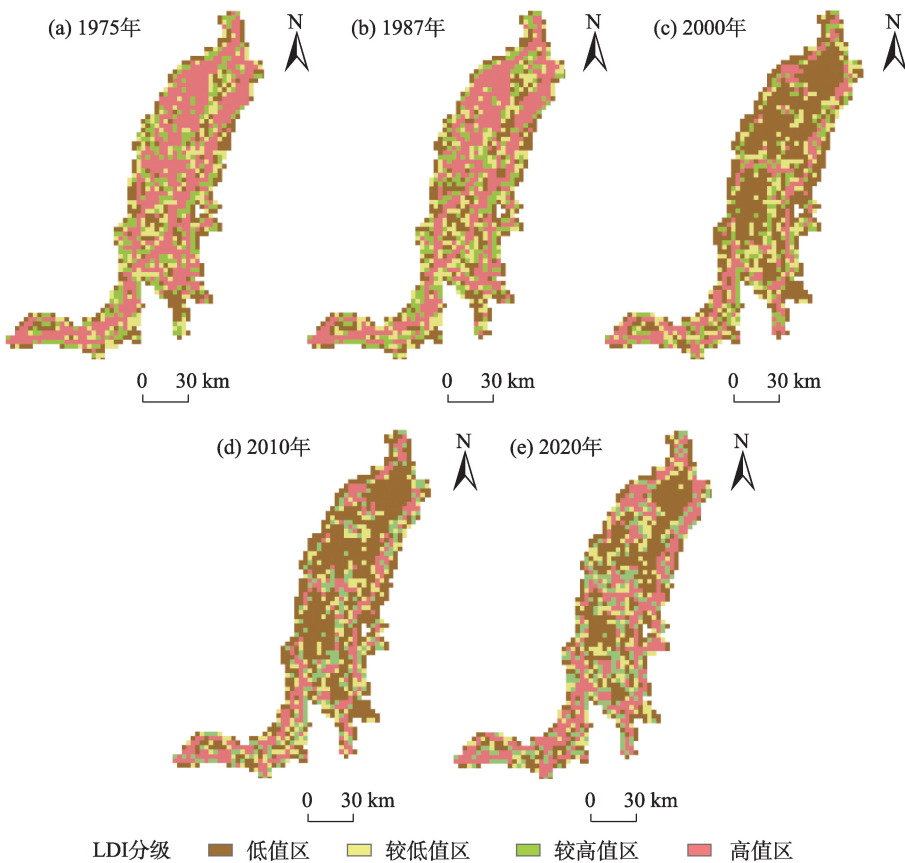 (a) 1975年
N
(b) 1987年
N
(c) 2000年
N
0 30 km
0 30 km
0 30 km
(d) 2010年
N
(e) 2020年
N
0 30 km
0 30 km
LDI分级 低值区 较低值区 较高值区 高值区